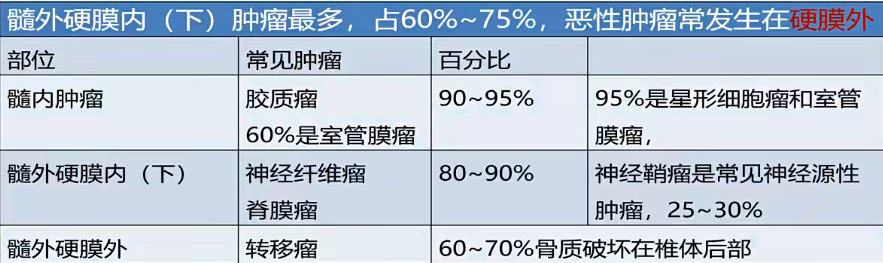 髓外硬膜内（下）肿瘤最多，占60%~75%，恶性肿瘤常发生在硬膜外
部位 常见肿瘤 百分比
髓内肿瘤 胶质瘤 90~95% 95%是星形细胞瘤和室管
60%是室管膜瘤 膜瘤，
髓外硬膜内（下） 神经纤维瘤 80~90% 神经鞘瘤是常见神经源性
脊膜瘤 肿瘤，25~30%
髓外硬膜外 转移瘤 60~70%骨质破坏在椎体后部